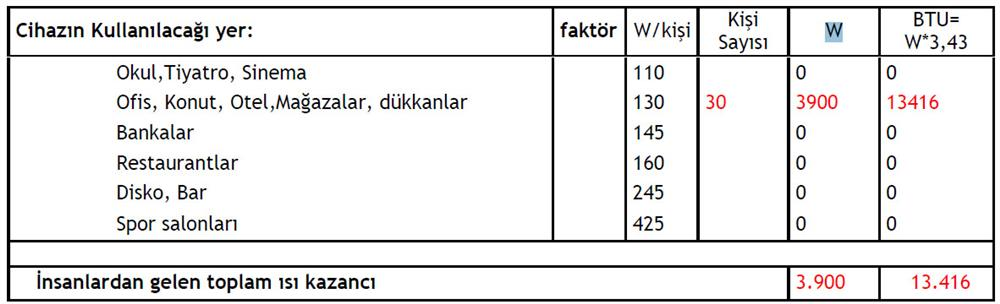 Cihazın Kullanılacağı yer: faktör W/kişi Kişi Sayısı W BTU= W*3,43
Okul,Tiyatro, Sinema 110 0 0
Ofis, Konut, Otel,Mağazalar, dükkanlar 130 30 3900 13416
Bankalar 145 0 0
Restaurantlar 160 0 0
Disko, Bar 245 0 0
Spor salonları 425 0 0
İnsanlardan gelen toplam ısı kazancı 3.900 13.416